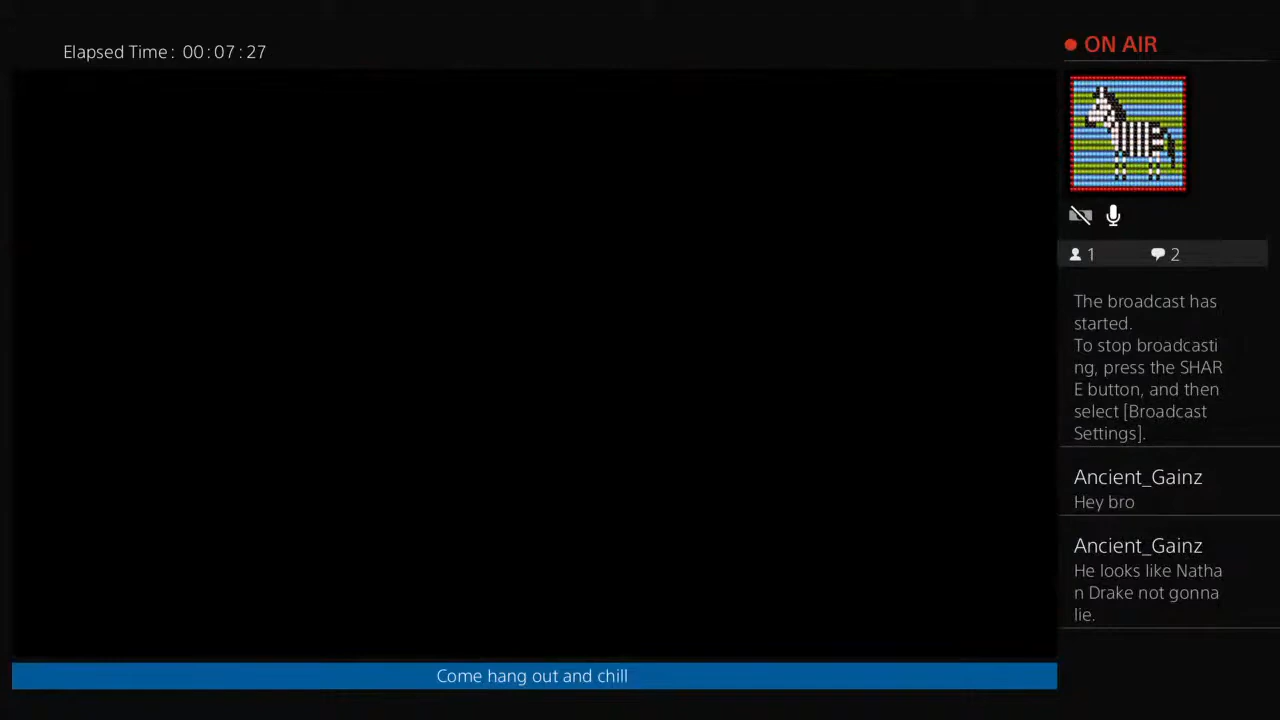 Elapsed Time: 00:07:27
ON AIR
1 2
The broadcast has
started.
To stop broadcasti
ng, press the SHAR
E button, and then
select [Broadcast
Settings].
Ancient_Gainz
Hey bro
Ancient_Gainz
He looks like Natha
n Drake not gonna
lie.
Come hang out and chill